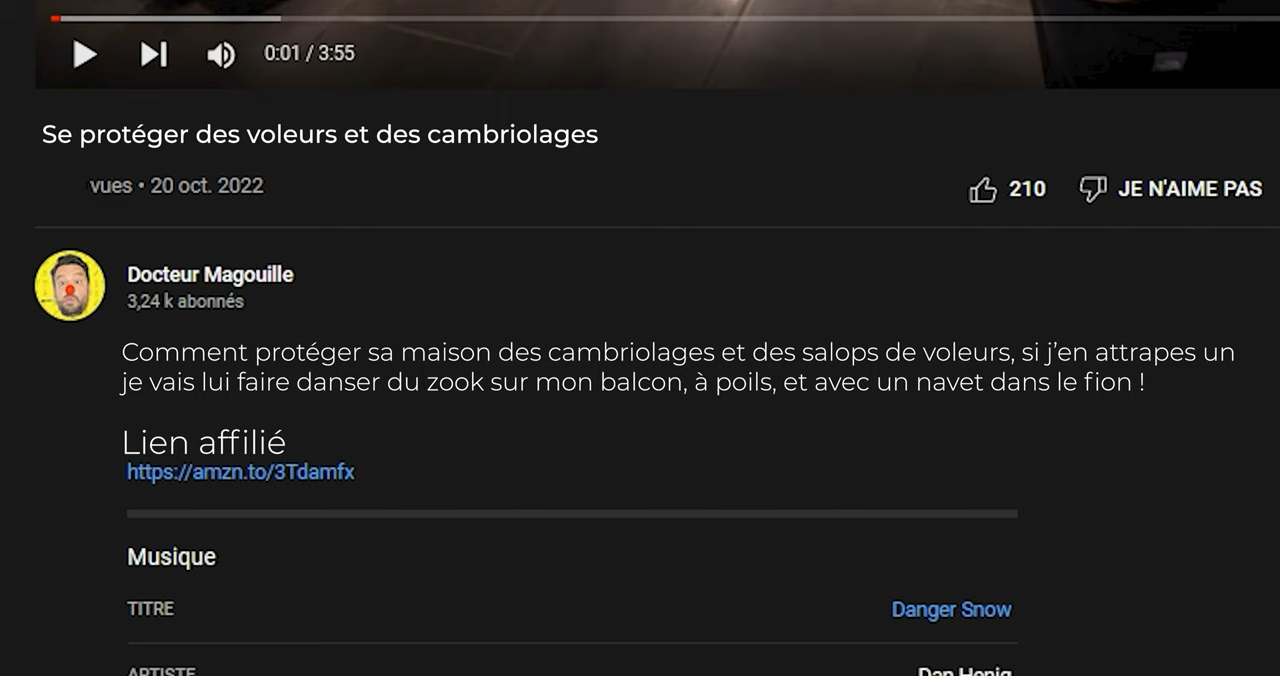 0:01 / 3:55
Se protéger des voleurs et des cambriolages
vues • 20 oct. 2022
210
JE N'AIME PAS
Docteur Magouille
3,24 k abonnés
Comment protéger sa maison des cambriolages et des salops de voleurs, si j’en attrapes un
je vais lui faire danser du zook sur mon balcon, à poils, et avec un navet dans le fion !
Lien affilié
https://amzn.to/3Tdamfx
Musique
TITRE
Danger Snow
ARTISTE
Dan Henig